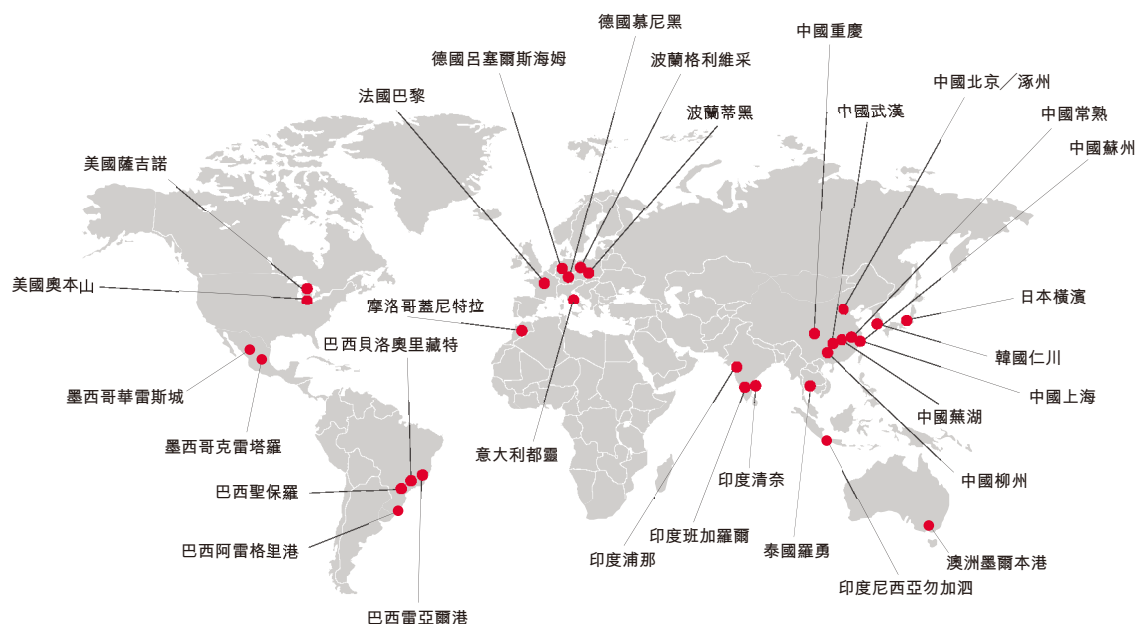 德國慕尼黑
中國重慶
德國呂塞爾斯海姆
波蘭格利維采
中國北京／涿州
法國巴黎
波蘭蒂黑
中國武漢
中國常熟
中國蘇州
美國薩吉諾
美國奧本山
摩洛哥蓋尼特拉
日本橫濱
巴西貝洛奧里藏特
韓國仁川
墨西哥華雷斯城
中國上海
中國蕪湖
墨西哥克雷塔羅
意大利都靈
印度清奈
中國柳州
巴西聖保羅
印度班加羅爾
巴西阿雷格里港
泰國羅勇
印度浦那
澳洲墨爾本港
印度尼西亞勿加泗
巴西雷亞爾港